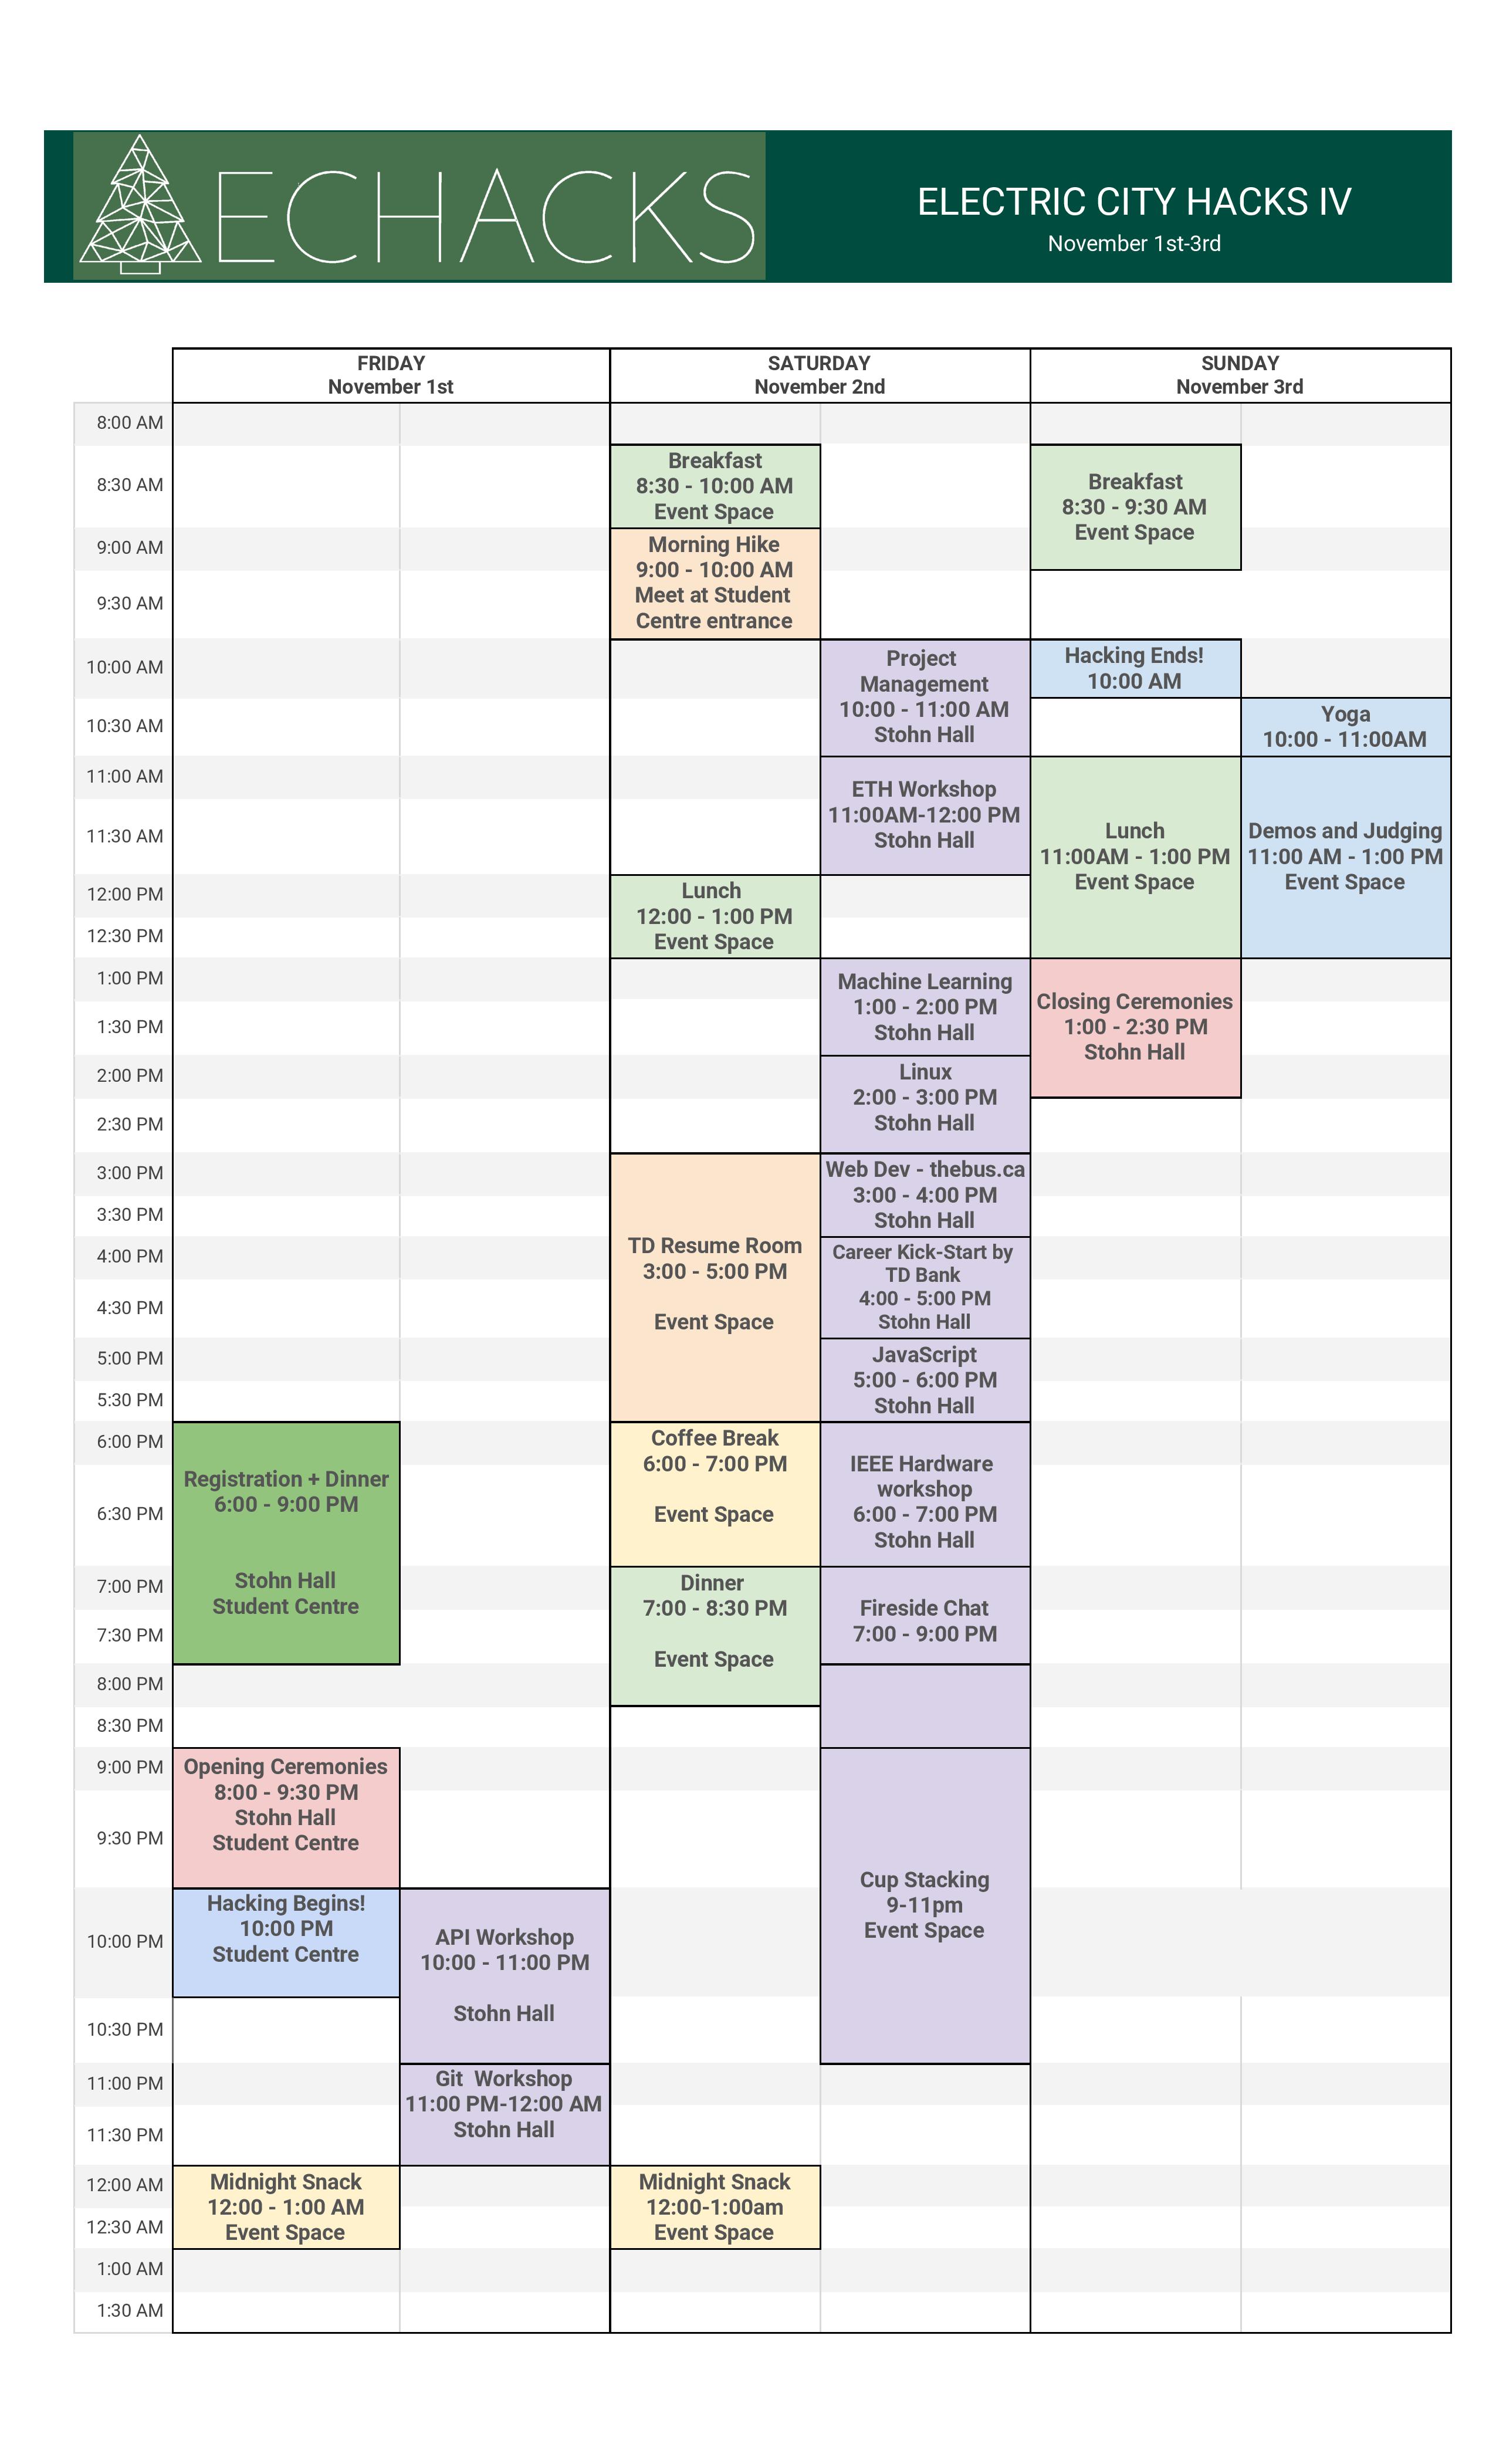 ECHACKS
ELECTRIC CITY HACKS IV
November 1st-3rd
FRIDAY
November 1st
SATURDAY
November 2nd
SUNDAY
November 3rd
8:00 AM
8:30 AM
Breakfast
8:30 - 10:00 AM
Event Space
Breakfast
8:30 - 9:30 AM
Event Space
9:00 AM
9:30 AM
Morning Hike
9:00 - 10:00 AM
Meet at Student
Centre entrance
10:00 AM
10:30 AM
Project
Management
10:00 - 11:00 AM
Stohn Hall
Hacking Ends!
10:00 AM
Yoga
10:00 - 11:00AM
11:00 AM
11:30 AM
ETH Workshop
11:00AM-12:00 PM
Stohn Hall
Lunch
11:00AM - 1:00 PM
Event Space
Demos and Judging
11:00 AM - 1:00 PM
Event Space
12:00 PM
12:30 PM
Lunch
12:00 - 1:00 PM
Event Space
1:00 PM
1:30 PM
Machine Learning
1:00 - 2:00 PM
Stohn Hall
Closing Ceremonies
1:00 - 2:30 PM
Stohn Hall
2:00 PM
2:30 PM
Linux
2:00 - 3:00 PM
Stohn Hall
3:00 PM
3:30 PM
TD Resume Room
3:00 - 5:00 PM
Event Space
Web Dev - thebus.ca
3:00 - 4:00 PM
Stohn Hall
4:00 PM
4:30 PM
Career Kick-Start by
TD Bank
4:00 - 5:00 PM
Stohn Hall
5:00 PM
5:30 PM
JavaScript
5:00 - 6:00 PM
Stohn Hall
6:00 PM
6:30 PM
Registration + Dinner
6:00 - 9:00 PM
Stohn Hall
Student Centre
Coffee Break
6:00 - 7:00 PM
Event Space
IEEE Hardware
workshop
6:00 - 7:00 PM
Stohn Hall
7:00 PM
7:30 PM
Dinner
7:00 - 8:30 PM
Event Space
Fireside Chat
7:00 - 9:00 PM
8:00 PM
8:30 PM
9:00 PM
9:30 PM
Opening Ceremonies
8:00 - 9:30 PM
Stohn Hall
Student Centre
Cup Stacking
9-11pm
Event Space
10:00 PM
10:30 PM
Hacking Begins!
10:00 PM
Student Centre
API Workshop
10:00 - 11:00 PM
Stohn Hall
11:00 PM
11:30 PM
Git Workshop
11:00 PM-12:00 AM
Stohn Hall
12:00 AM
12:30 AM
Midnight Snack
12:00 - 1:00 AM
Event Space
Midnight Snack
12:00-1:00am
Event Space
1:00 AM
1:30 AM